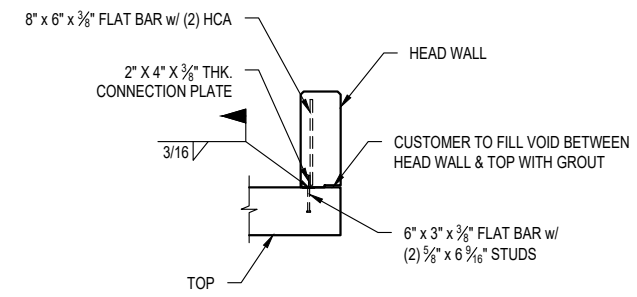 8" x 6" x 3⁄8" FLAT BAR w/ (2) HCA
HEAD WALL
2" X 4" X 3⁄8" THK.
CONNECTION PLATE
3/16
CUSTOMER TO FILL VOID BETWEEN
HEAD WALL & TOP WITH GROUT
6" x 3" x 3⁄8" FLAT BAR w/
(2) 5⁄8" x 6 9⁄16" STUDS
TOP